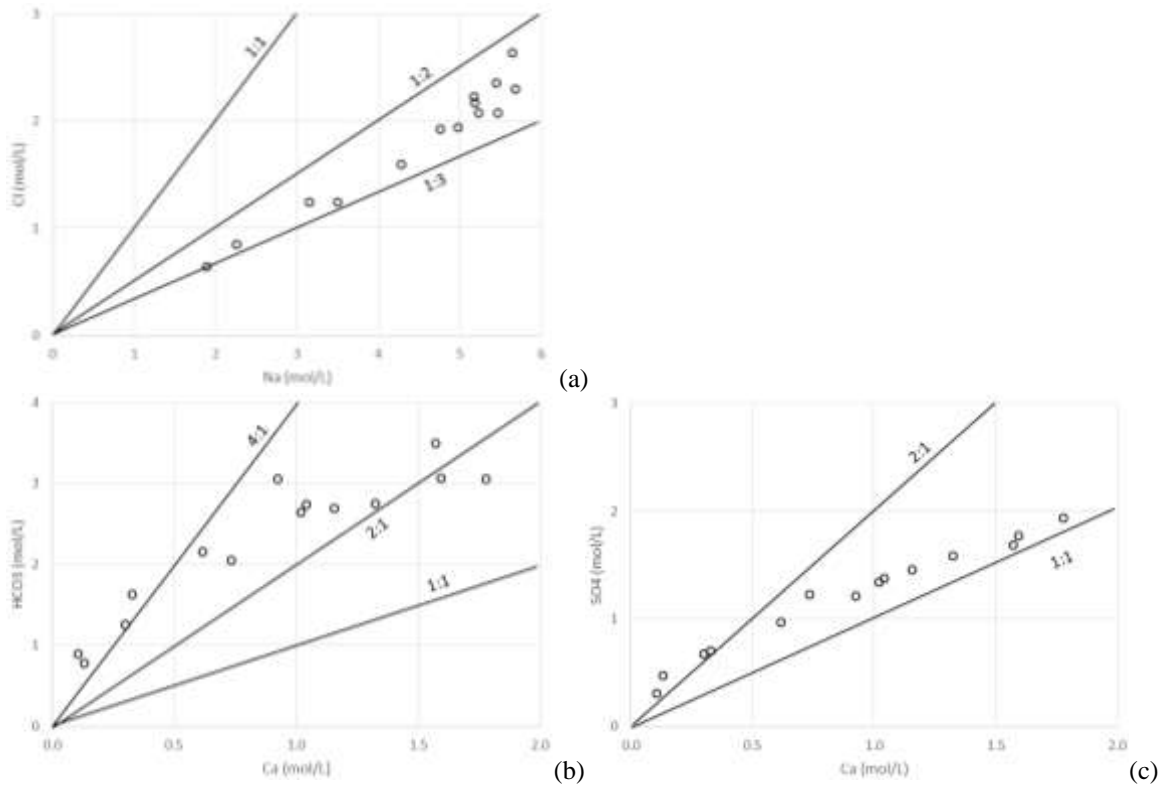 3
2
1
0
Cl (mol/L)
1:1
1:2
1:3
0 1 2 3 4 5 6
Na (mol/L)
(a)
4
3
2
1
0
HCO3 (mol/L)
4:1
2:1
1:1
0.0 0.5 1.0 1.5 2.0
Ca (mol/L)
(b)
3
2
1
0
SO4 (mol/L)
2:1
1:1
0.0 0.5 1.0 1.5 2.0
Ca (mol/L)
(c)